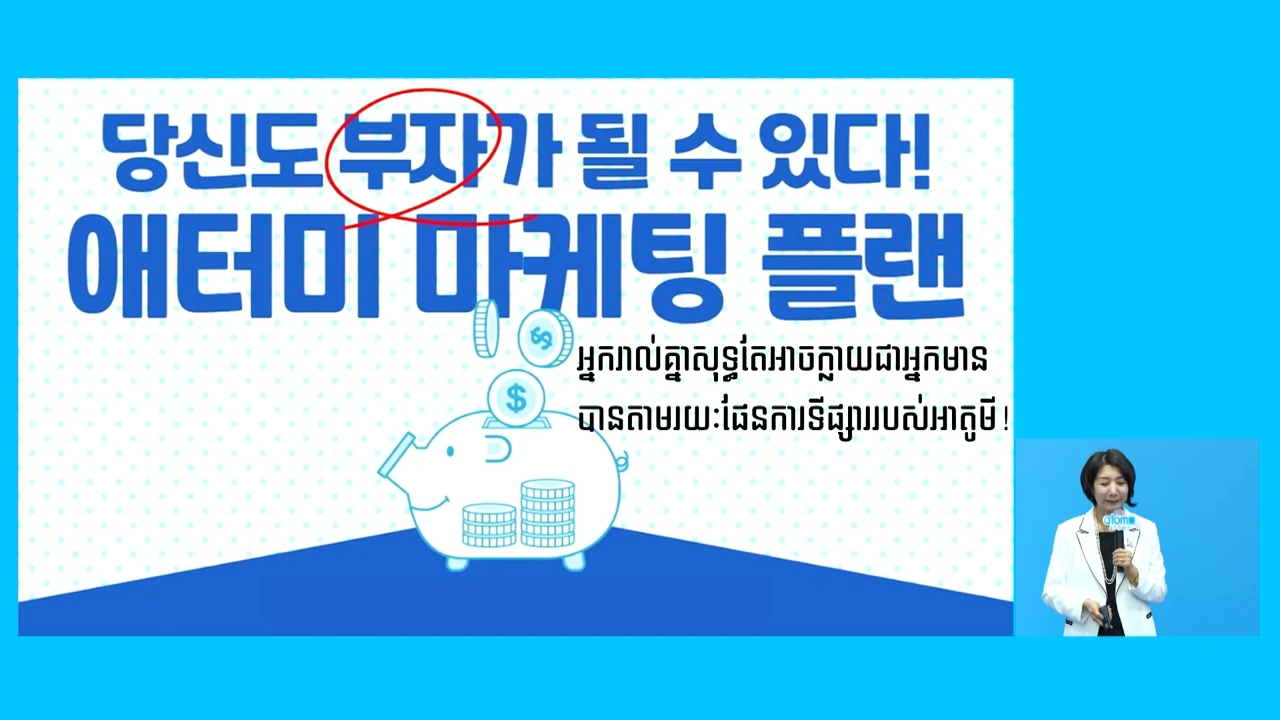 당신도 부자가 될 수 있다!
애터미 마케팅 플랜
អ្នករាល់គ្នាសុទ្ធតែអាចក្លាយជាអ្នកមាន
បានតាមរយៈផែនការទីផ្សាររបស់អាតូមី!
$
$
atom